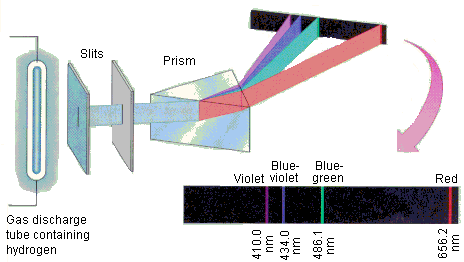 Slits
Prism
Gas discharge
tube containing
hydrogen
Violet
Blue-
violet
Blue-
green
Red
410.0
nm
434.0
nm
486.1
nm
656.2
nm